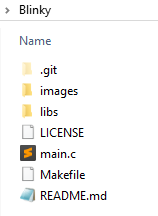 Blinky
Name
.git
images
libs
LICENSE
main.c
Makefile
README.md